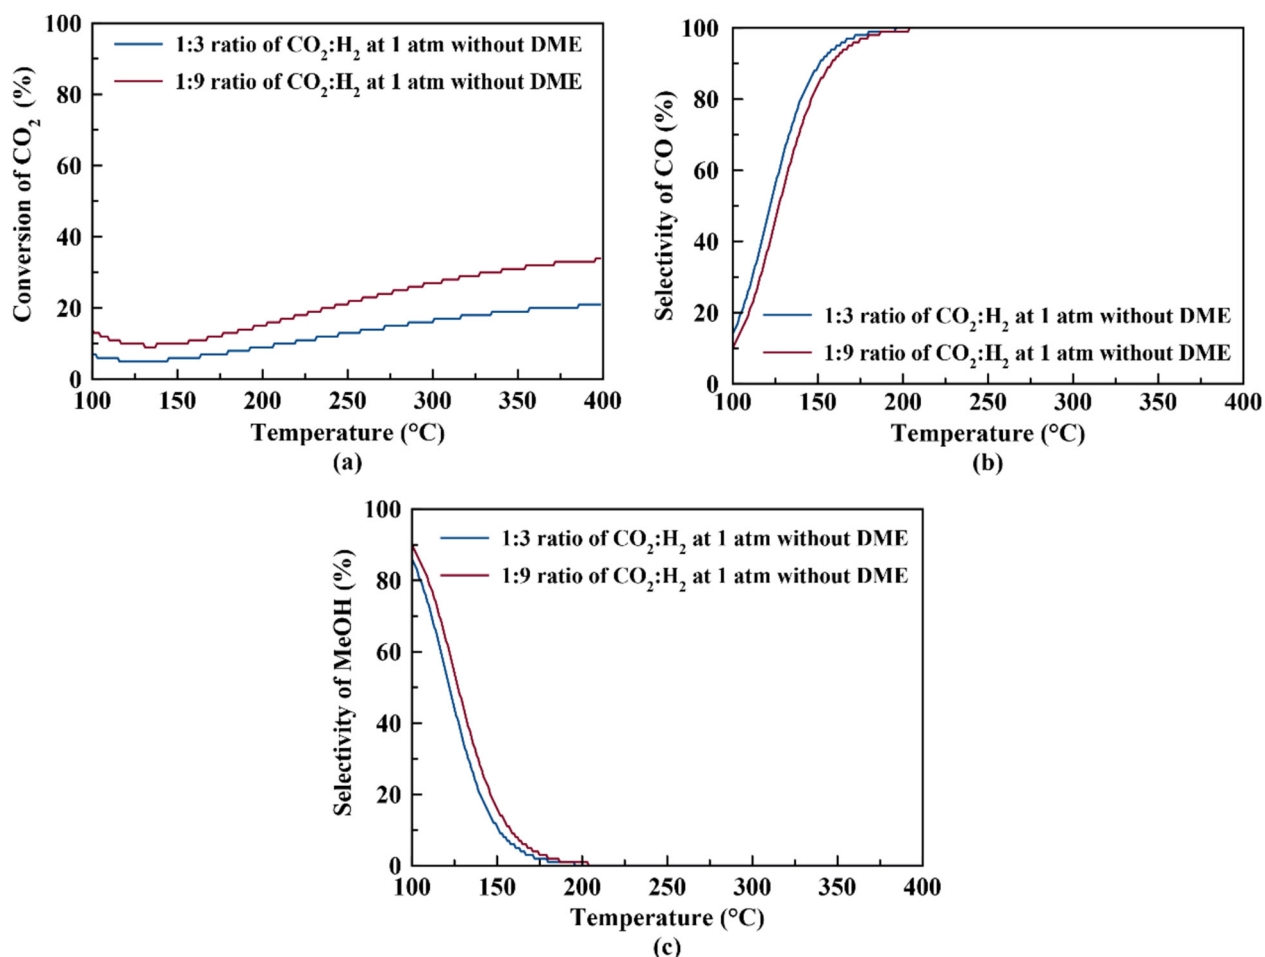 100
80
60
40
20
0
Conversion of CO₂ (%)
1:3 ratio of CO₂:H₂ at 1 atm without DME
1:9 ratio of CO₂:H₂ at 1 atm without DME
100 150 200 250 300 350 400
Temperature (°C)
(a)
100
80
60
40
20
0
Selectivity of CO (%)
1:3 ratio of CO₂:H₂ at 1 atm without DME
1:9 ratio of CO₂:H₂ at 1 atm without DME
100 150 200 250 300 350 400
Temperature (°C)
(b)
100
80
60
40
20
0
Selectivity of MeOH (%)
1:3 ratio of CO₂:H₂ at 1 atm without DME
1:9 ratio of CO₂:H₂ at 1 atm without DME
100 150 200 250 300 350 400
Temperature (°C)
(c)